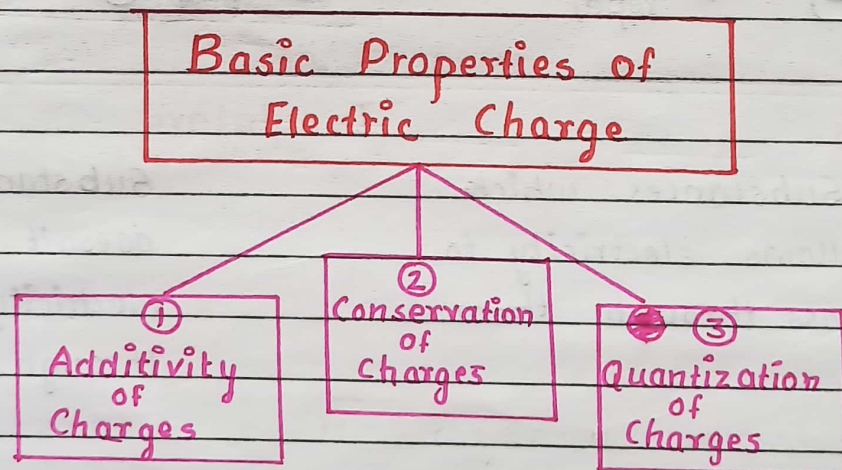 Basic Properties of
Electric Charge
①
Additivity
of
Charges
②
Conservation
of
Charges
③
Quantization
of
Charges